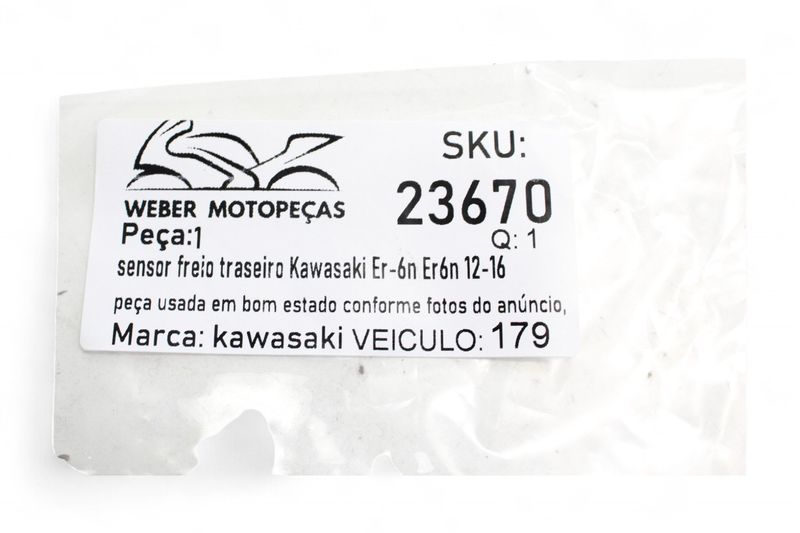 WEBER MOTOPEÇAS
SKU:
23670
Peça:1
Q: 1
sensor freio traseiro Kawasaki Er-6n Er6n 12-16
peça usada em bom estado conforme fotos do anúncio,
Marca: kawasaki VEICULO: 179